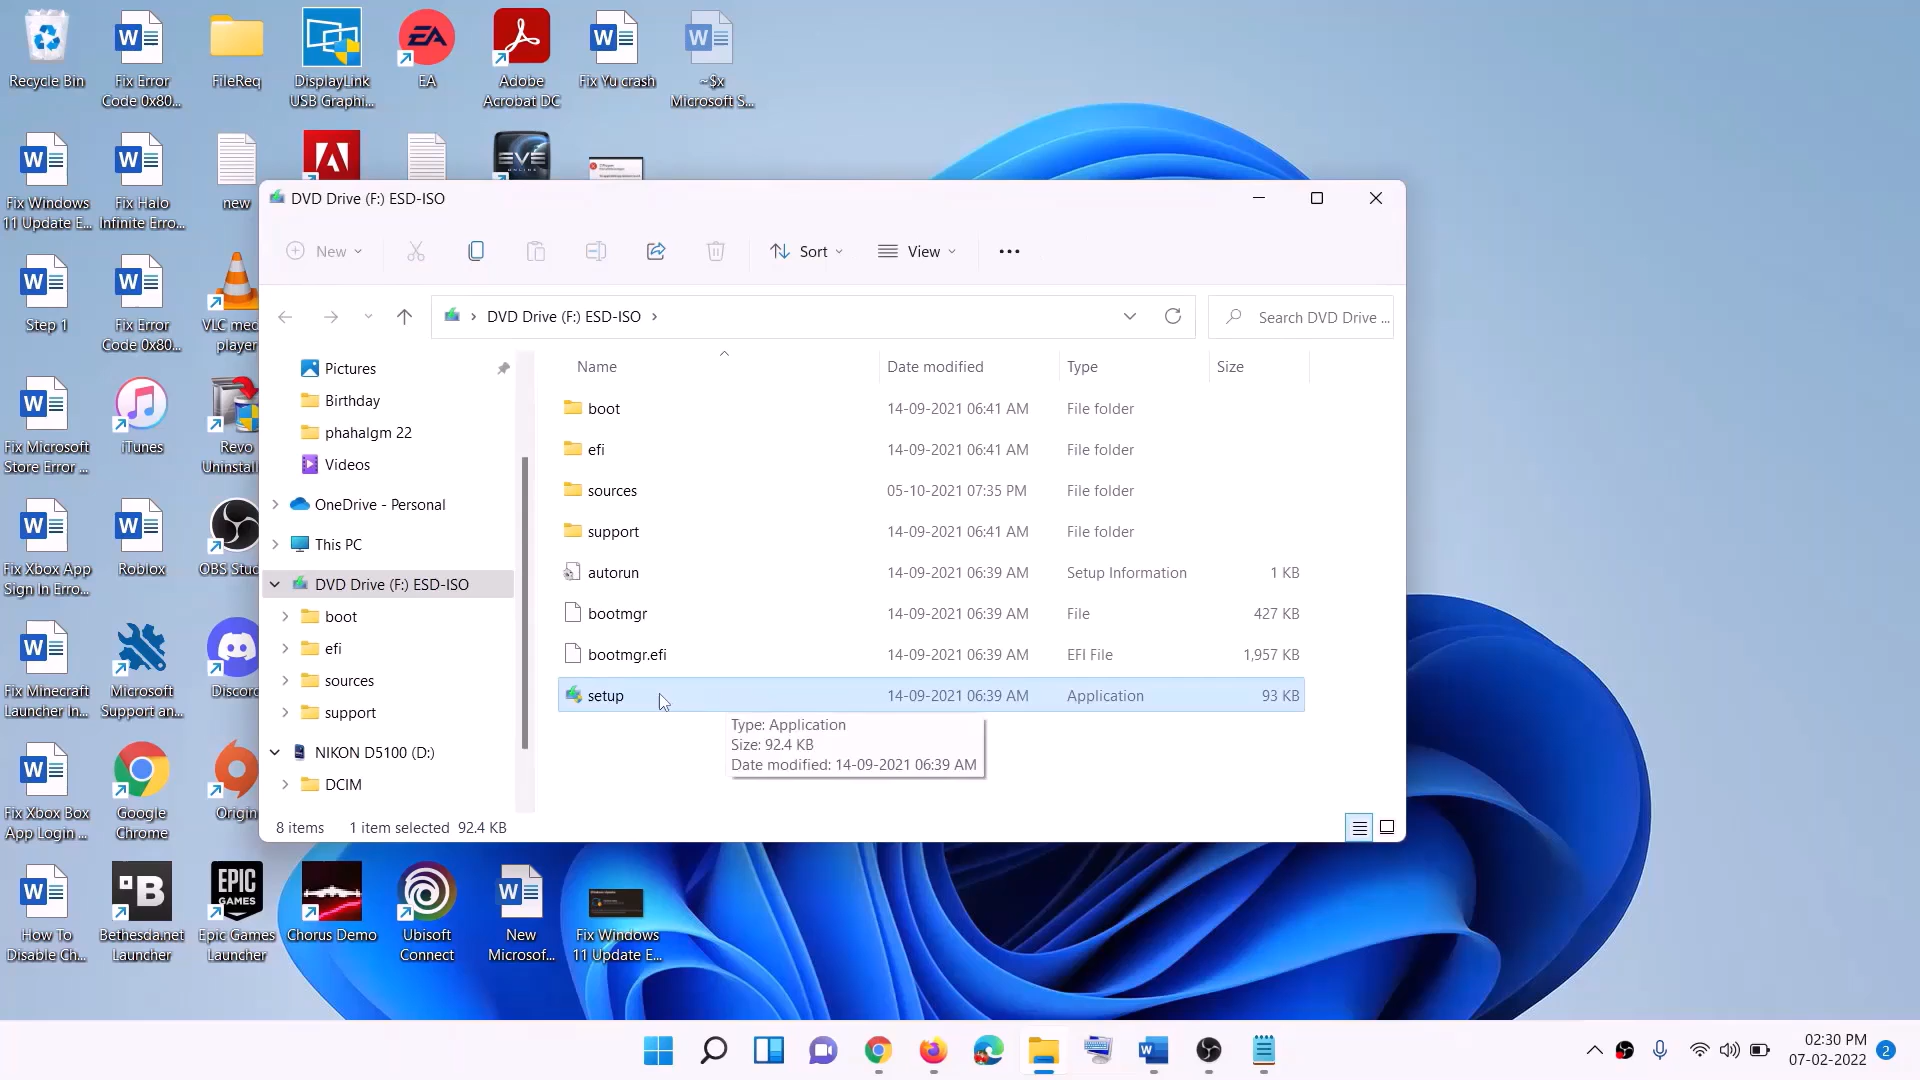 Recycle Bin
Fix Error
Code 0x80...
FileReq
DisplayLink
USB Graphi...
EA
Adobe
Acrobat DC
Fix Yu crash
~$x
Microsoft S...
Fix Windows
11 Update E...
Fix Halo
Infinite Erro...
new
EVE
ONLINE
Step 1
Fix Error
Code 0x80...
VLC med
player
Fix Microsoft
Store Error ...
iTunes
Revo
Uninstall
Fix Xbox App
Sign In Erro...
Roblox
OBS Stud
Fix Minecraft
Launcher In...
Microsoft
Support an...
Discord
Fix Xbox Box
App Login ...
Google
Chrome
Origin
How To
Disable Ch...
Bethesda.net
Launcher
EPIC
GAMES
Epic Games
Launcher
Chorus Demo
Ubisoft
Connect
New
Microsof...
Fix Windows
11 Update E...
DVD Drive (F:) ESD-ISO
New
Sort
View
DVD Drive (F:) ESD-ISO
Search DVD Drive ...
Pictures
Birthday
phahalgm 22
Videos
OneDrive - Personal
This PC
DVD Drive (F:) ESD-ISO
boot
efi
sources
support
NIKON D5100 (D:)
DCIM
Name Date modified Type Size
boot 14-09-2021 06:41 AM File folder
efi 14-09-2021 06:41 AM File folder
sources 05-10-2021 07:35 PM File folder
support 14-09-2021 06:41 AM File folder
autorun 14-09-2021 06:39 AM Setup Information 1 KB
bootmgr 14-09-2021 06:39 AM File 427 KB
bootmgr.efi 14-09-2021 06:39 AM EFI File 1,957 KB
setup 14-09-2021 06:39 AM Application 93 KB
Type: Application
Size: 92.4 KB
Date modified: 14-09-2021 06:39 AM
8 items 1 item selected 92.4 KB
02:30 PM
07-02-2022
2